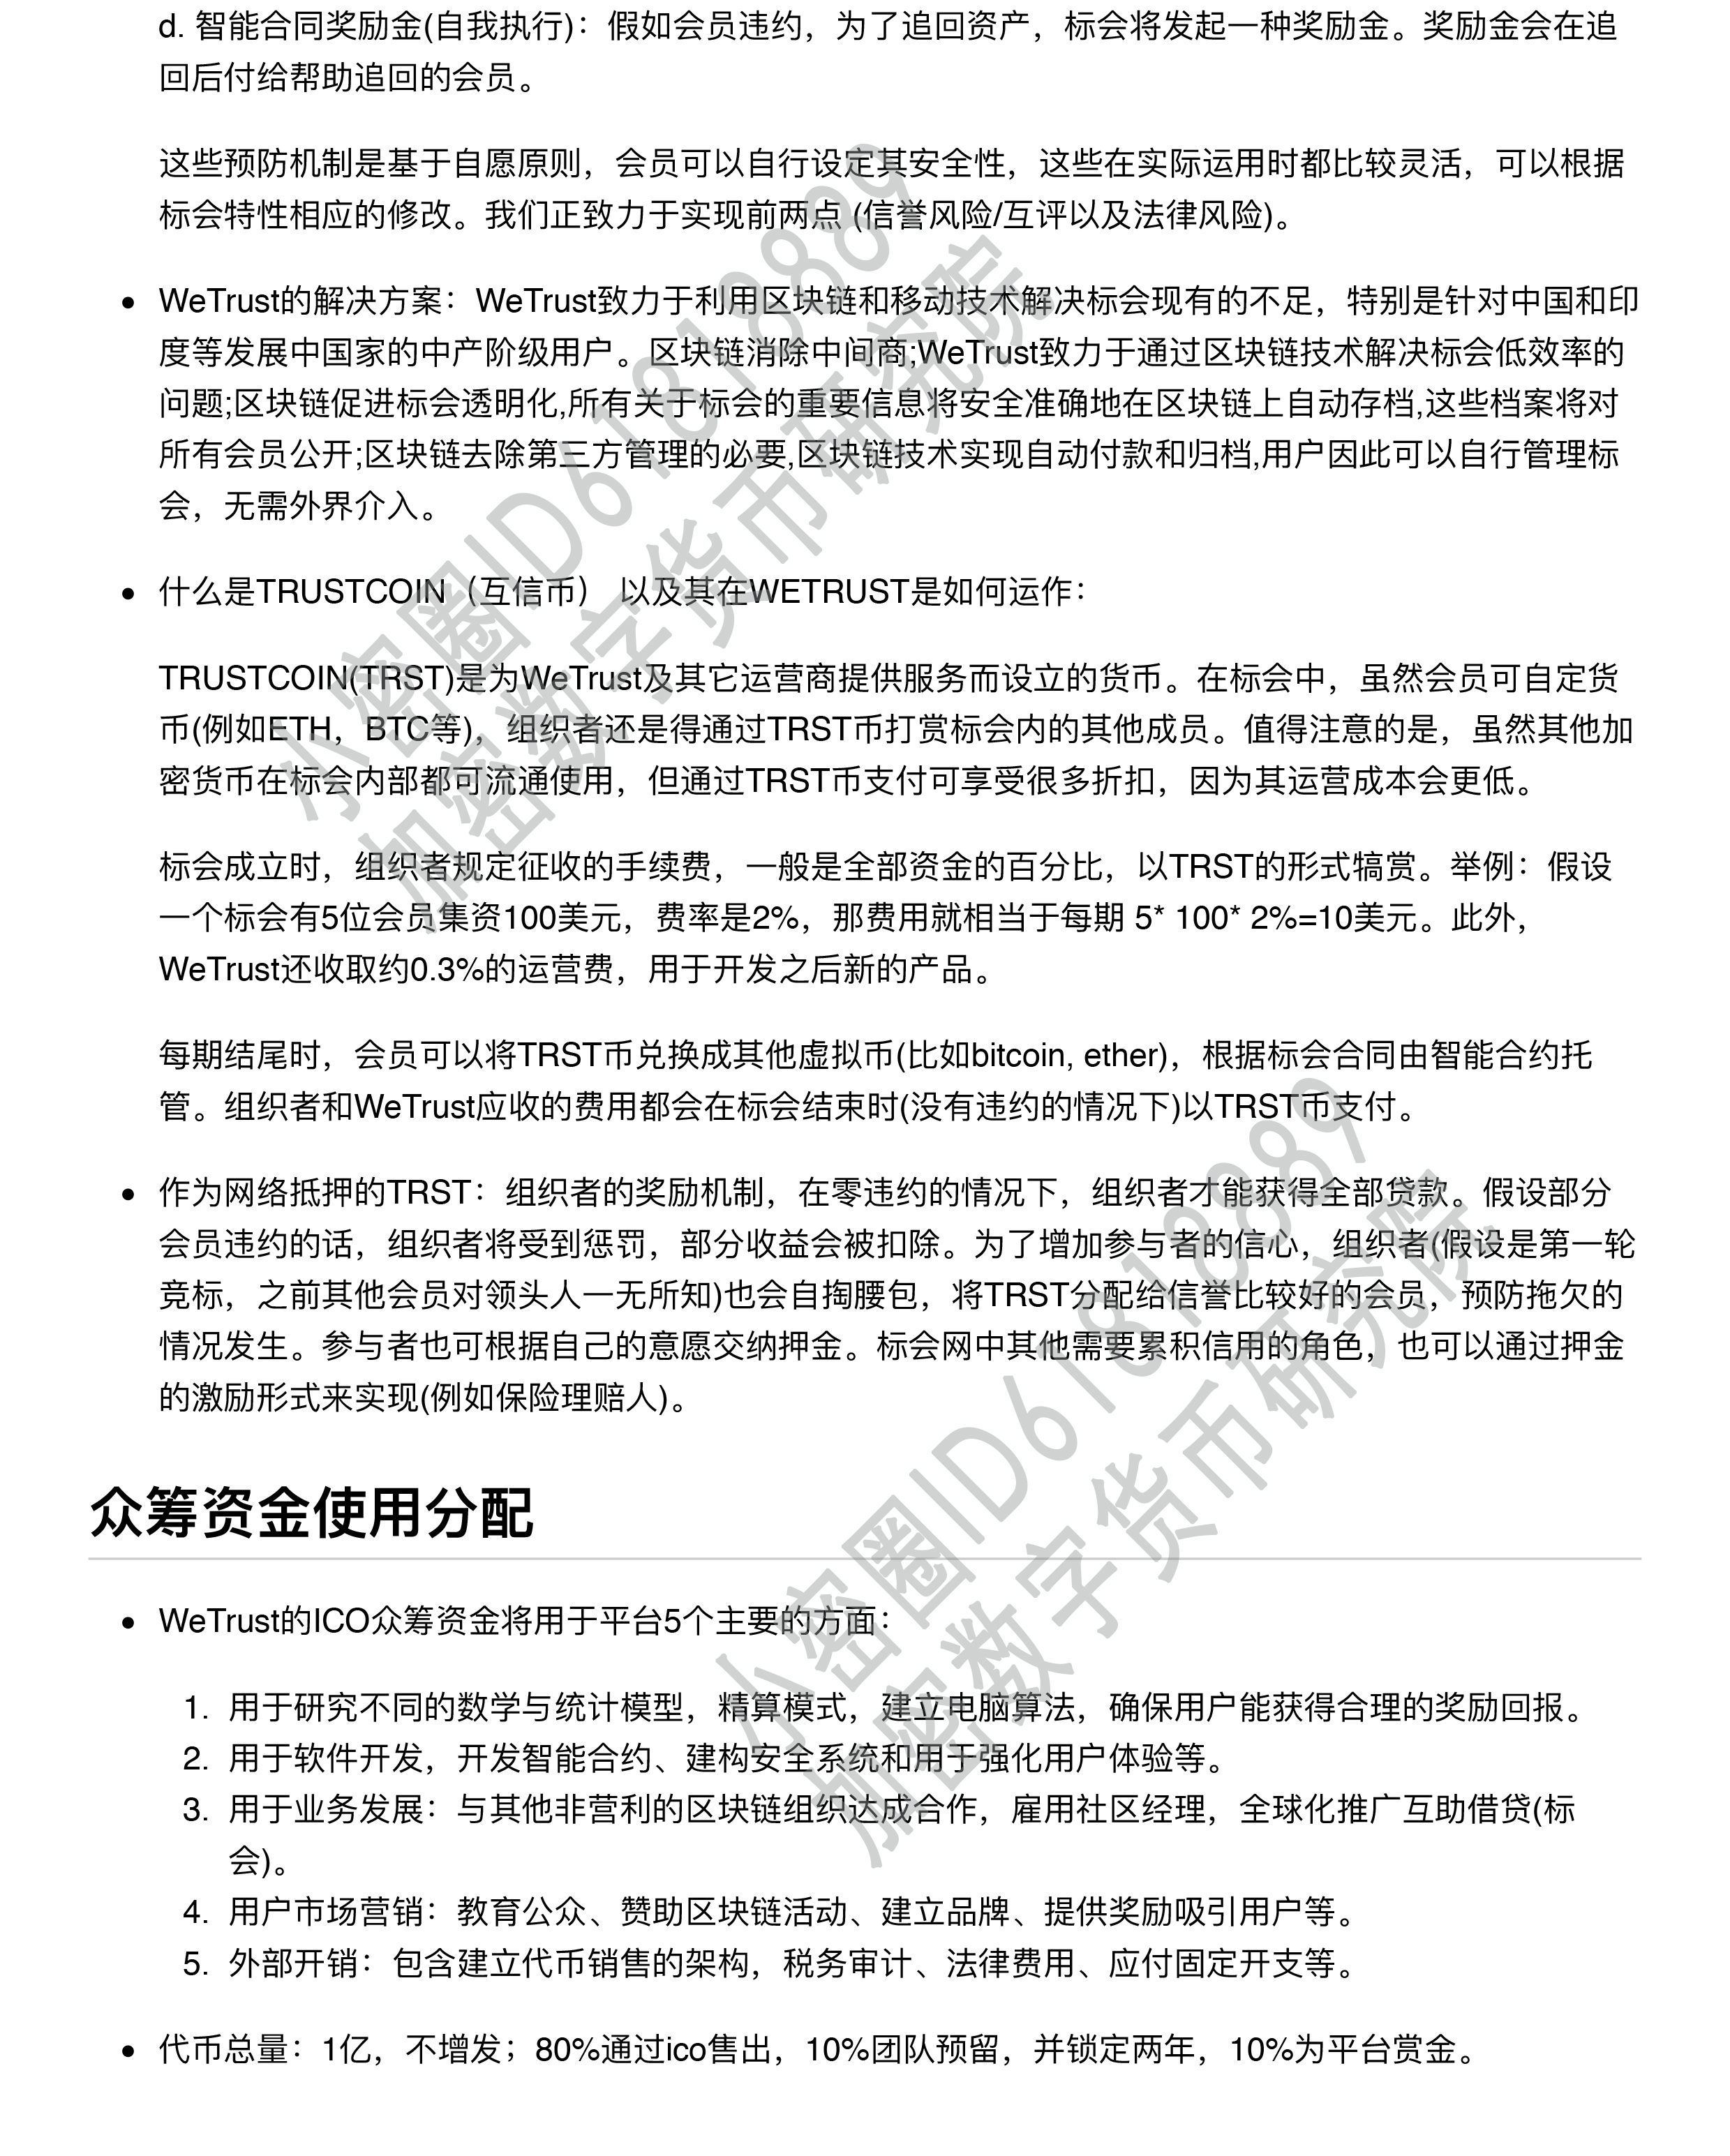 d. 智能合同奖励金(自我执行)：假如会员违约，为了追回资产，标会将发起一种奖励金。奖励金会在追
回后付给帮助追回的会员。
这些预防机制是基于自愿原则，会员可以自行设定其安全性，这些在实际运用时都比较灵活，可以根据
标会特性相应的修改。我们正致力于实现前两点 (信誉风险/互评以及法律风险)。
• WeTrust的解决方案：WeTrust致力于利用区块链和移动技术解决标会现有的不足，特别是针对中国和印
度等发展中国家的中产阶级用户。区块链消除中间商;WeTrust致力于通过区块链技术解决标会低效率的
问题;区块链促进标会透明化,所有关于标会的重要信息将安全准确地在区块链上自动存档,这些档案将对
所有会员公开;区块链去除第三方管理的必要,区块链技术实现自动付款和归档,用户因此可以自行管理标
会，无需外界介入。
• 什么是TRUSTCOIN（互信币） 以及其在WETRUST是如何运作：
TRUSTCOIN(TRST)是为WeTrust及其它运营商提供服务而设立的货币。在标会中，虽然会员可自定货
币(例如ETH，BTC等)，组织者还是得通过TRST币打赏标会内的其他成员。值得注意的是，虽然其他加
密货币在标会内部都可流通使用，但通过TRST币支付可享受很多折扣，因为其运营成本会更低。
标会成立时，组织者规定征收的手续费，一般是全部资金的百分比，以TRST的形式犒赏。举例：假设
一个标会有5位会员集资100美元，费率是2%，那费用就相当于每期 5* 100* 2%=10美元。此外，
WeTrust还收取约0.3%的运营费，用于开发之后新的产品。
每期结尾时，会员可以将TRST币兑换成其他虚拟币(比如bitcoin, ether)，根据标会合同由智能合约托
管。组织者和WeTrust应收的费用都会在标会结束时(没有违约的情况下)以TRST币支付。
• 作为网络抵押的TRST：组织者的奖励机制，在零违约的情况下，组织者才能获得全部贷款。假设部分
会员违约的话，组织者将受到惩罚，部分收益会被扣除。为了增加参与者的信心，组织者(假设是第一轮
竞标，之前其他会员对领头人一无所知)也会自掏腰包，将TRST分配给信誉比较好的会员，预防拖欠的
情况发生。参与者也可根据自己的意愿交纳押金。标会网中其他需要累积信用的角色，也可以通过押金
的激励形式来实现(例如保险理赔人)。
众筹资金使用分配
• WeTrust的ICO众筹资金将用于平台5个主要的方面：
1. 用于研究不同的数学与统计模型，精算模式，建立电脑算法，确保用户能获得合理的奖励回报。
2. 用于软件开发，开发智能合约、建构安全系统和用于强化用户体验等。
3. 用于业务发展：与其他非营利的区块链组织达成合作，雇用社区经理，全球化推广互助借贷(标
会)。
4. 用户市场营销：教育公众、赞助区块链活动、建立品牌、提供奖励吸引用户等。
5. 外部开销：包含建立代币销售的架构，税务审计、法律费用、应付固定开支等。
• 代币总量：1亿，不增发；80%通过ico售出，10%团队预留，并锁定两年，10%为平台赏金。
小密圈ID61818889
加密数字货币研究院
小密圈ID61818889
加密数字货币研究院